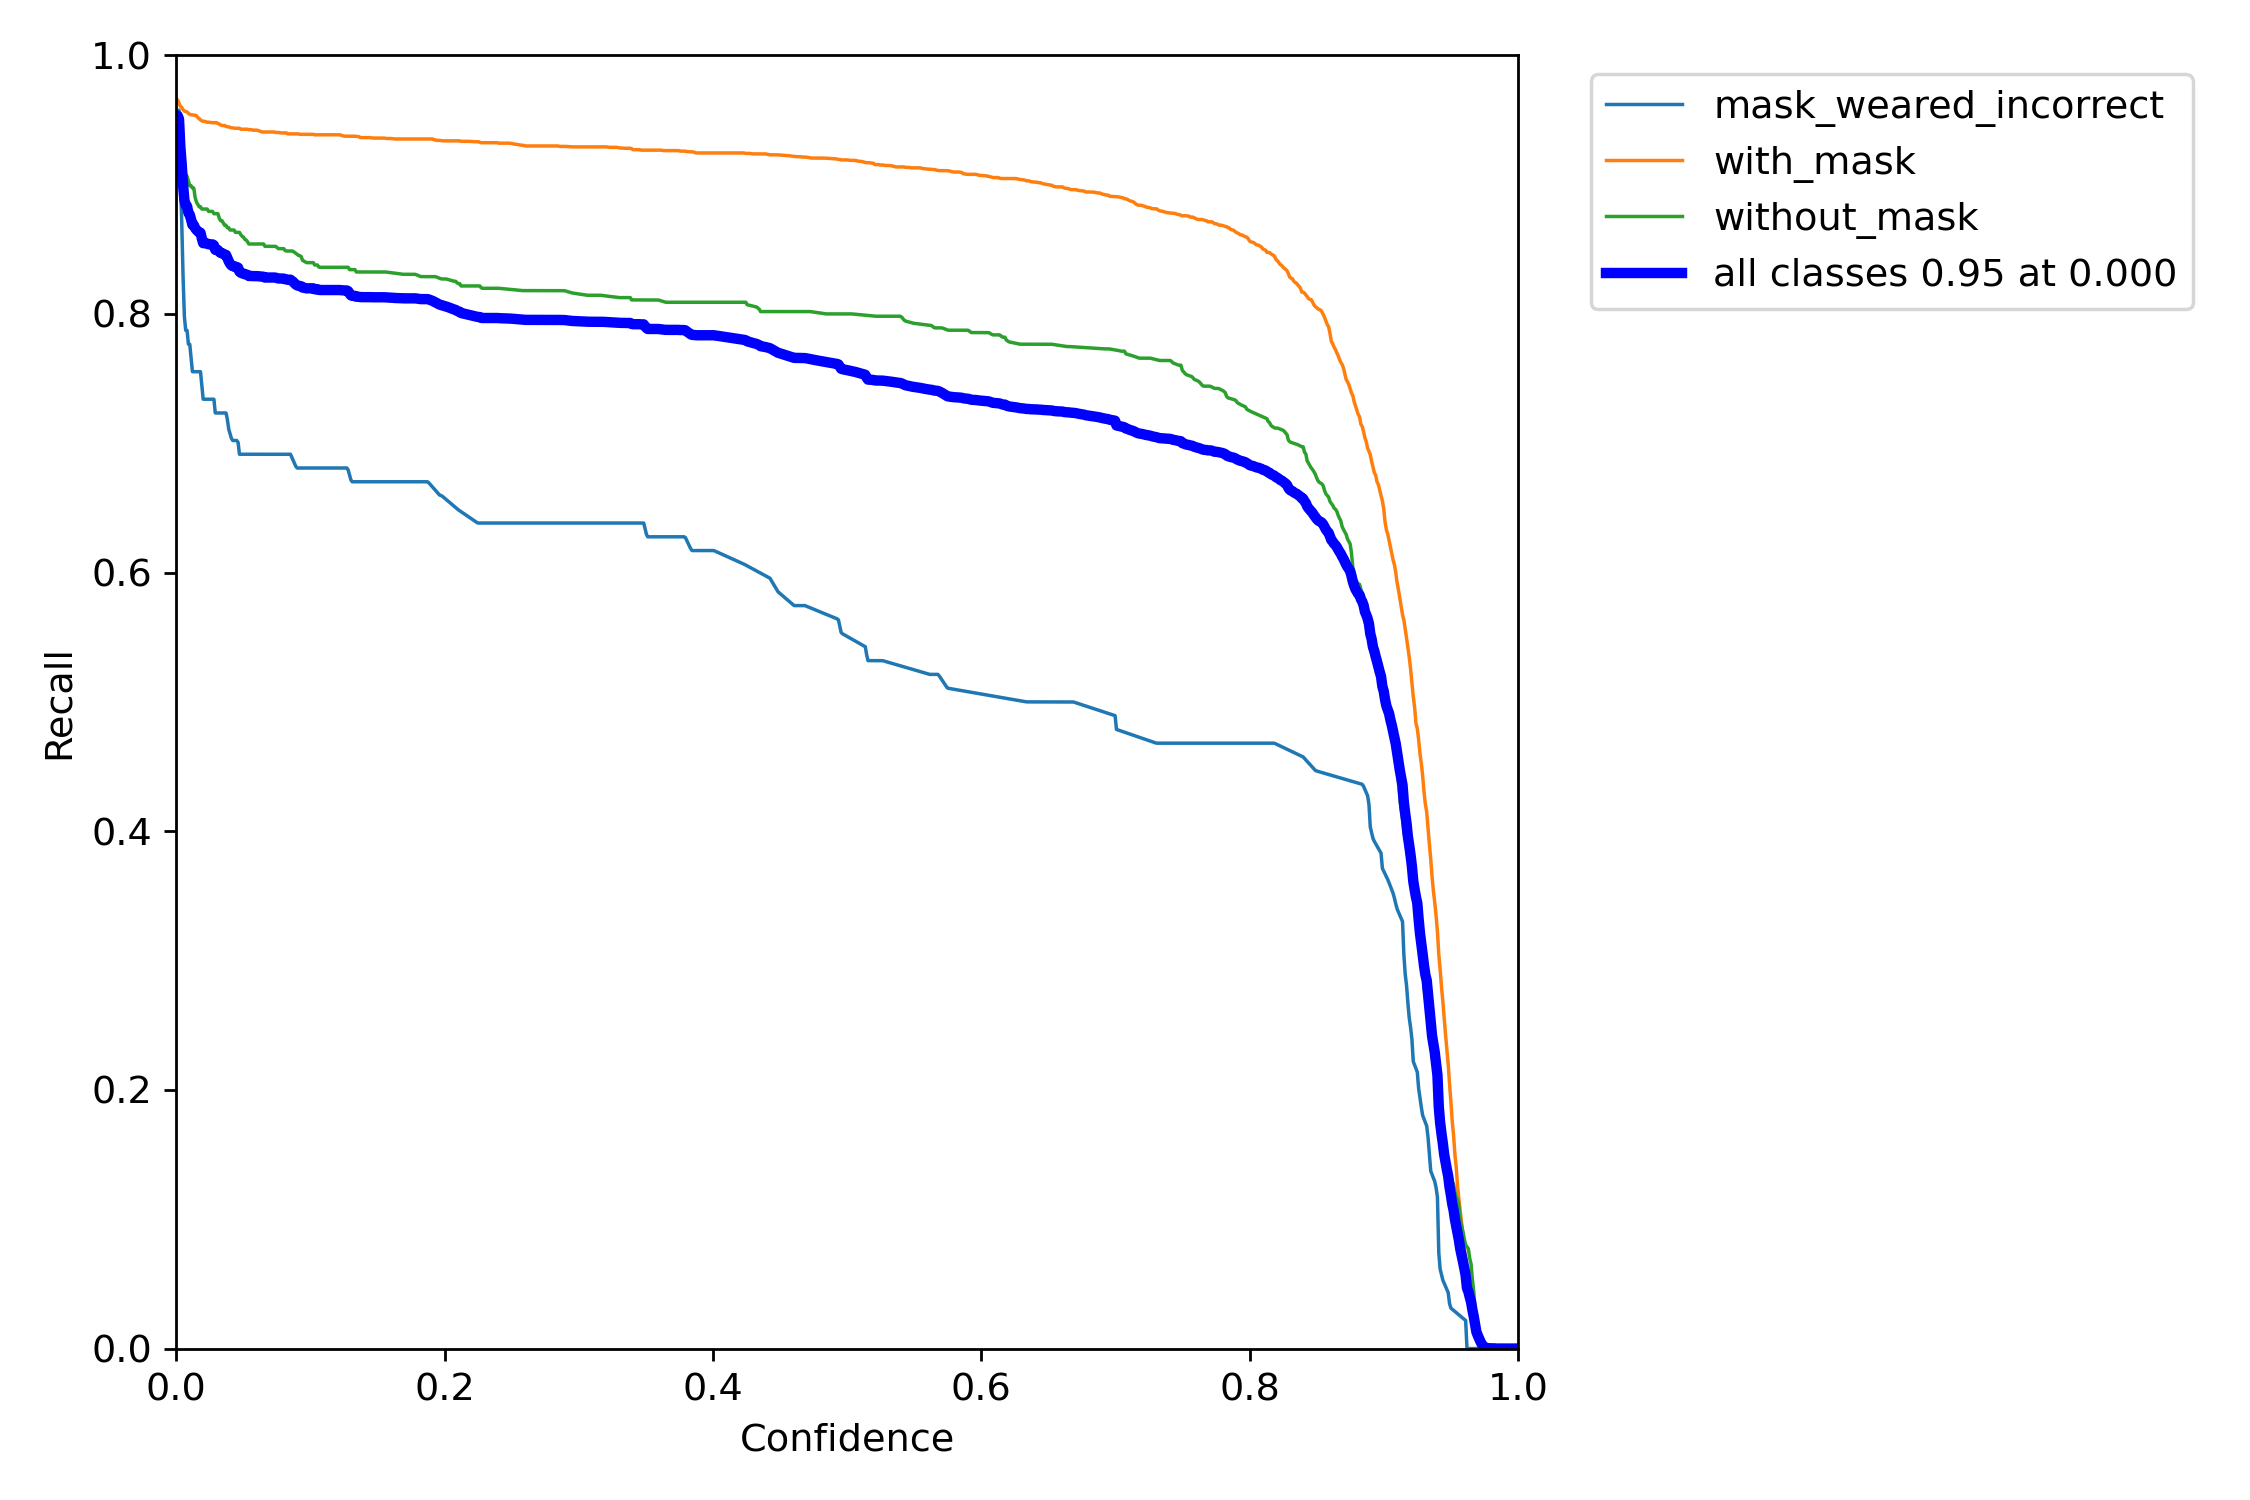 1.0
0.8
0.6
0.4
0.2
0.0
Recall
0.0 0.2 0.4 0.6 0.8 1.0
Confidence
mask_weared_incorrect
with_mask
without_mask
all classes 0.95 at 0.000